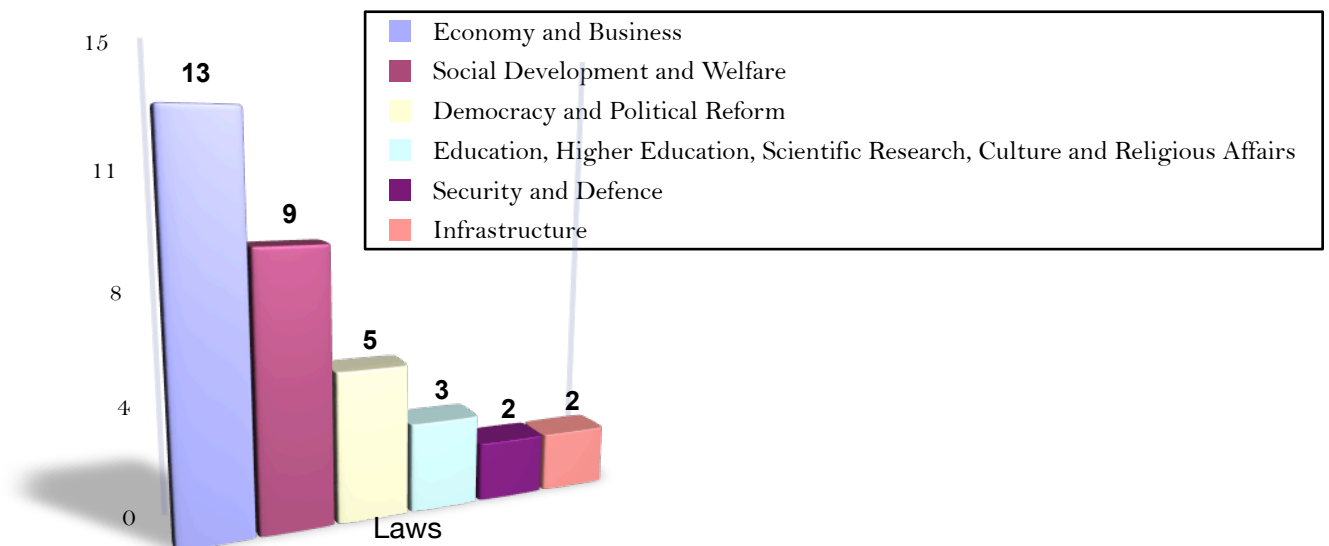 15
11
8
4
0
13
9
5
3
2
2
Laws
Economy and Business
Social Development and Welfare
Democracy and Political Reform
Education, Higher Education, Scientific Research, Culture and Religious Affairs
Security and Defence
Infrastructure